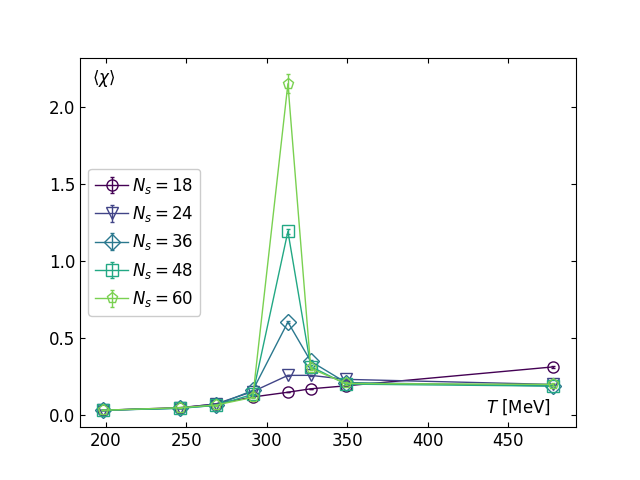 ⟨χ⟩
2.0
1.5
1.0
0.5
0.0
N_s = 18
N_s = 24
N_s = 36
N_s = 48
N_s = 60
T [MeV]
200 250 300 350 400 450